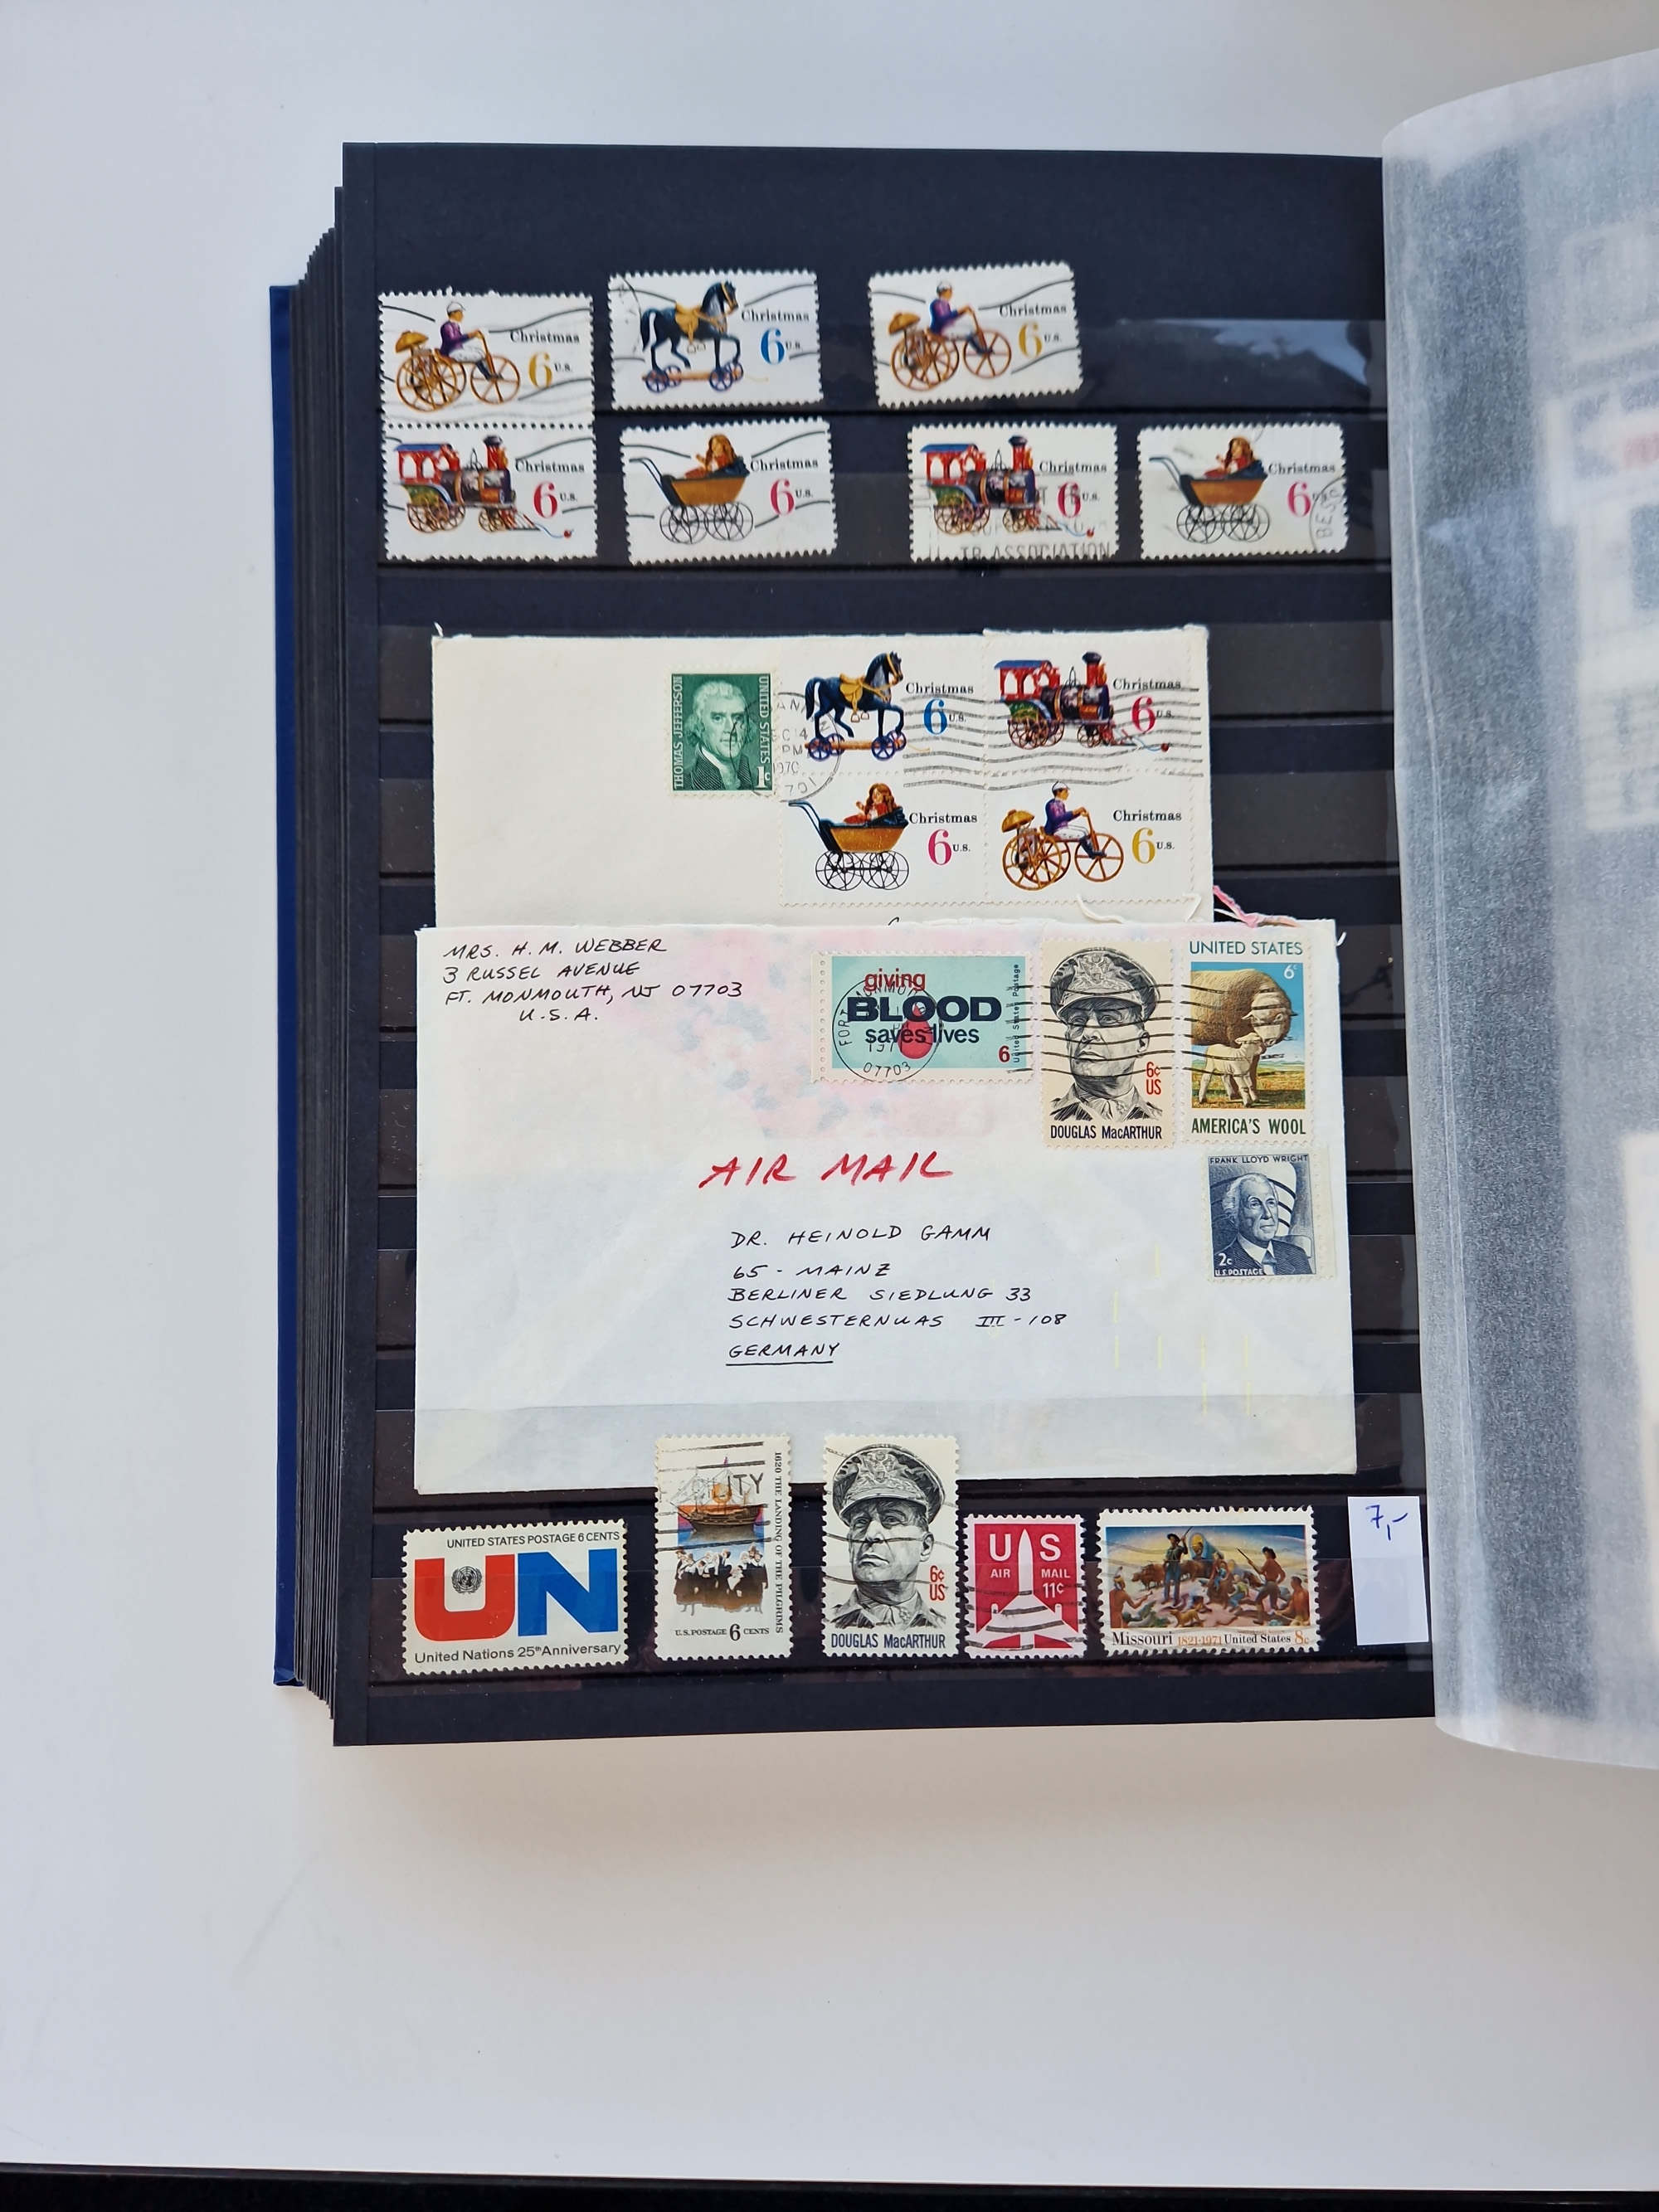 Christmas
6 U.S.
Christmas
6 U.S.
Christmas
6 U.S.
Christmas
6 U.S.
Christmas
6 U.S.
Christmas
6 U.S.
TR ASSOCIATION
Christmas
6 U.S.
THOMAS JEFFERSON
UNITED STATES
1c
PM
1970
Christmas
6 U.S.
Christmas
6 U.S.
Christmas
6 U.S.
Christmas
6 U.S.
MRS. H. M. WEBBER
3 RUSSEL AVENUE
FT. MONMOUTH, NJ 07703
U.S.A.
giving
BLOOD
saves lives
6
United States Postage
07703
6c
US
DOUGLAS MacARTHUR
UNITED STATES
6c
AMERICA'S WOOL
AIR MAIL
FRANK LLOYD WRIGHT
2c
U.S.POSTAGE
DR. HEINOLD GAMM
65 - MAINZ
BERLINER SIEDLUNG 33
III - 108
GERMANY
UNITED STATES POSTAGE 6 CENTS
UN
United Nations 25th Anniversary
1620 THE LANDING OF THE PILGRIMS
U.S. POSTAGE 6 CENTS
6c
US
DOUGLAS MacARTHUR
US
AIR MAIL
11c
Missouri 1821-1971 United States 8c
7,-